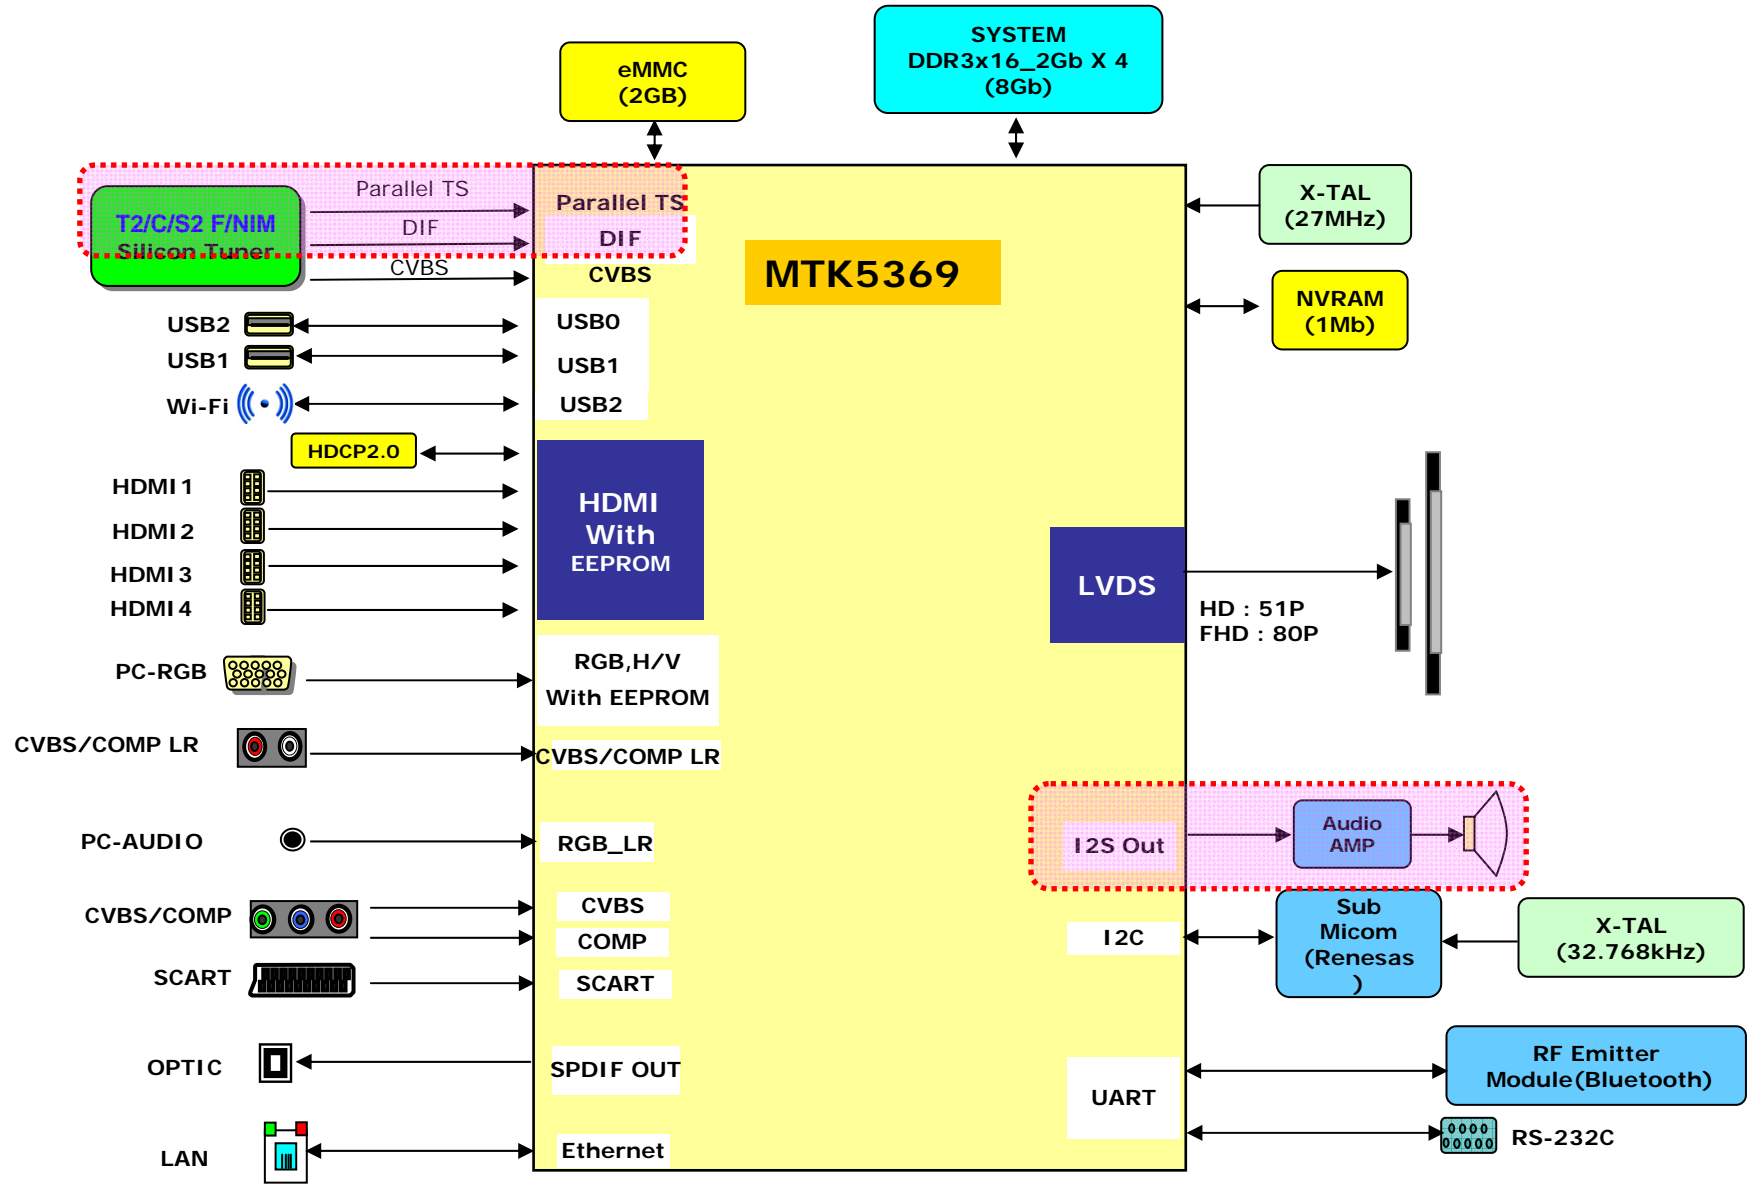 SYSTEM
DDR3x16_2Gb X 4
(8Gb)
eMMC
(2GB)
Parallel TS
DIF
CVBS
T2/C/S2 F/NIM
Silicon Tuner
Parallel TS
DIF
CVBS
MTK5369
X-TAL
(27MHz)
NVRAM
(1Mb)
USB2
USB0
USB1
USB1
Wi-Fi
USB2
HDCP2.0
HDMI1
HDMI2
HDMI3
HDMI4
HDMI
With
EEPROM
LVDS
HD : 51P
FHD : 80P
PC-RGB
RGB,H/V
With EEPROM
CVBS/COMP LR
CVBS/COMP LR
PC-AUDIO
RGB_LR
I2S Out
Audio
AMP
CVBS/COMP
CVBS
COMP
SCART
SCART
I2C
Sub
Micom
(Renesas
)
X-TAL
(32.768kHz)
OPTIC
SPDIF OUT
UART
RF Emitter
Module(Bluetooth)
RS-232C
LAN
Ethernet